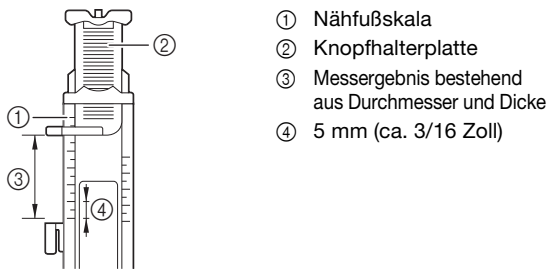 ① Nähfußskala
② Knopfhalterplatte
③ Messergebnis bestehend
aus Durchmesser und Dicke
④ 5 mm (ca. 3/16 Zoll)
②
①
③
④